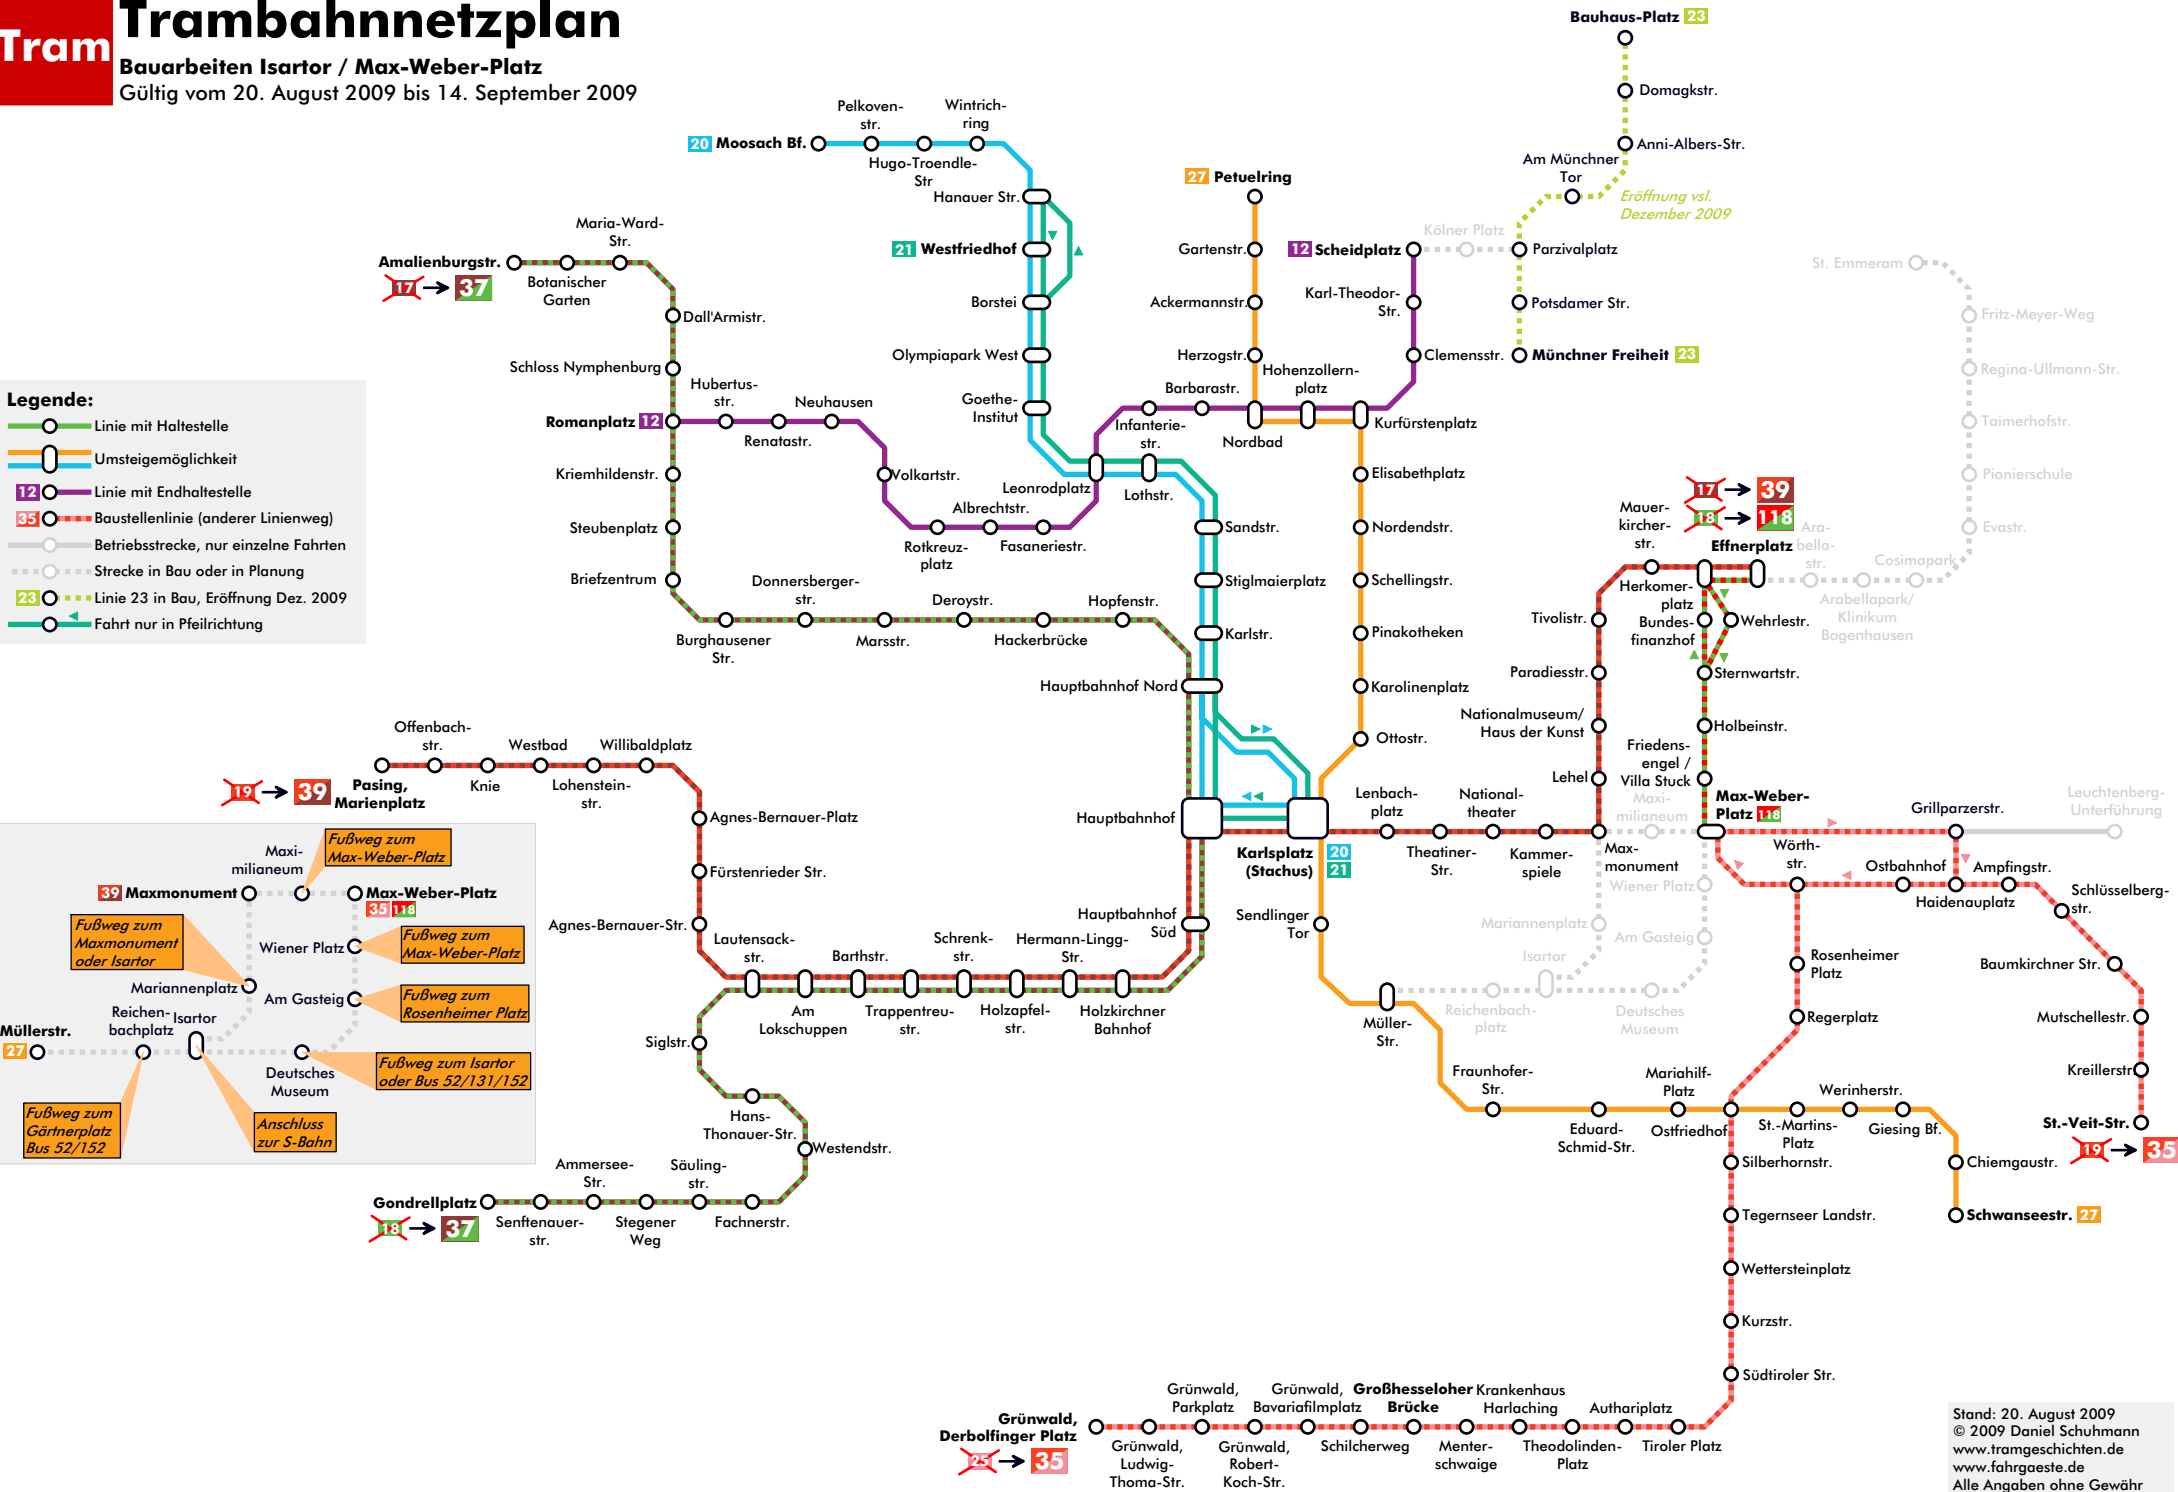 Tram
Trambahnnetzplan
Bauarbeiten Isartor / Max-Weber-Platz
Gültig vom 20. August 2009 bis 14. September 2009
Bauhaus-Platz 23
Domagkstr.
Anni-Albers-Str.
Am Münchner
Tor
Eröffnung vsl.
Dezember 2009
Kölner Platz
Parzivalplatz
Potsdamer Str.
Münchner Freiheit 23
20 Moosach Bf.
Pelkoven-
str.
Hugo-Troendle-
Str
Wintrich-
ring
Hanauer Str.
21 Westfriedhof
Borstei
Olympiapark West
Goethe-
Institut
27 Petuelring
Gartenstr.
Ackermannstr.
Herzogstr.
12 Scheidplatz
Karl-Theodor-
Str.
Clemensstr.
Hohenzollern-
platz
Barbarastr.
Infanterie-
str.
Nordbad
Kurfürstenplatz
Leonrodplatz
Lothstr.
Amalienburgstr.
17 → 37
Botanischer
Garten
Maria-Ward-
Str.
Dall'Armistr.
Schloss Nymphenburg
Romanplatz 12
Hubertus-
str.
Renatastr.
Neuhausen
Volkartstr.
Rotkreuz-
platz
Albrechtstr.
Fasaneriestr.
Kriemhildenstr.
Steubenplatz
Briefzentrum
Burghausener
Str.
Donnersberger-
str.
Marsstr.
Deroystr.
Hackerbrücke
Hopfenstr.
Sandstr.
Stiglmaierplatz
Karlstr.
Hauptbahnhof Nord
Hauptbahnhof
Karlsplatz
(Stachus)
20
21
Elisabethplatz
Nordendstr.
Schellingstr.
Pinakotheken
Karolinenplatz
Ottostr.
Legende:
Linie mit Haltestelle
Umsteigemöglichkeit
12 Linie mit Endhaltestelle
35 Baustellenlinie (anderer Linienweg)
Betriebsstrecke, nur einzelne Fahrten
Strecke in Bau oder in Planung
23 Linie 23 in Bau, Eröffnung Dez. 2009
Fahrt nur in Pfeilrichtung
St. Emmeram
Fritz-Meyer-Weg
Regina-Ullmann-Str.
Taimerhofstr.
Pionierschule
Evastr.
Cosimapark
Arabellapark/
Klinikum
Bogenhausen
Ara-
bella-
str.
17 → 39
18 → 118
Effnerplatz
Mauer-
kircher-
str.
Herkomer-
platz
Bundes-
finanzhof
Wehrlestr.
Sternwartstr.
Holbeinstr.
Friedens-
engel /
Villa Stuck
Tivolistr.
Paradiesstr.
Nationalmuseum/
Haus der Kunst
Lehel
Lenbach-
platz
Theatiner-
Str.
National-
theater
Kammer-
spiele
Max-
monument
Maxi-
milianeum
Max-Weber-
Platz 118
Wörth-
str.
Grillparzerstr.
Leuchtenberg-
Unterführung
Ostbahnhof
Haidenauplatz
Ampfingstr.
Schlüsselberg-
str.
Baumkirchner Str.
Mutschellestr.
Kreillerstr.
St.-Veit-Str.
19 → 35
Wiener Platz
Mariannenplatz
Am Gasteig
Isartor
Reichenbach-
platz
Deutsches
Museum
Rosenheimer
Platz
Regerplatz
19 → 39
Pasing,
Marienplatz
Offenbach-
str.
Knie
Westbad
Lohenstein-
str.
Willibaldplatz
Agnes-Bernauer-Platz
Fürstenrieder Str.
Agnes-Bernauer-Str.
Lautensack-
str.
Am
Lokschuppen
Barthstr.
Trappentreu-
str.
Schrenk-
str.
Holzapfel-
str.
Hermann-Lingg-
Str.
Holzkirchner
Bahnhof
Hauptbahnhof
Süd
Siglstr.
Hans-
Thonauer-Str.
Westendstr.
Fachnerstr.
Säuling-
str.
Stegener
Weg
Ammersee-
Str.
Senftenauer-
str.
Gondrellplatz
18 → 37
Sendlinger
Tor
Müller-
Str.
Fraunhofer-
Str.
Eduard-
Schmid-Str.
Mariahilf-
Platz
Ostfriedhof
St.-Martins-
Platz
Werinherstr.
Giesing Bf.
Chiemgaustr.
Schwanseestr. 27
Silberhornstr.
Tegernseer Landstr.
Wettersteinplatz
Kurzstr.
Südtiroler Str.
Tiroler Platz
Authariplatz
Theodolinden-
Platz
Krankenhaus
Harlaching
Menter-
schwaige
Großhesseloher
Brücke
Schilcherweg
Grünwald,
Bavariafilmplatz
Grünwald,
Robert-
Koch-Str.
Grünwald,
Parkplatz
Grünwald,
Ludwig-
Thoma-Str.
Grünwald,
Derbolfinger Platz
25 → 35
Fußweg zum
Max-Weber-Platz
Maxi-
milianeum
39 Maxmonument
Max-Weber-Platz
35 118
Fußweg zum
Maxmonument
oder Isartor
Wiener Platz
Fußweg zum
Max-Weber-Platz
Mariannenplatz
Am Gasteig
Fußweg zum
Rosenheimer Platz
Reichen-
bachplatz
Isartor
Müllerstr.
27
Deutsches
Museum
Fußweg zum Isartor
oder Bus 52/131/152
Fußweg zum
Gärtnerplatz
Bus 52/152
Anschluss
zur S-Bahn
Stand: 20. August 2009
© 2009 Daniel Schuhmann
www.tramgeschichten.de
www.fahrgaeste.de
Alle Angaben ohne Gewähr